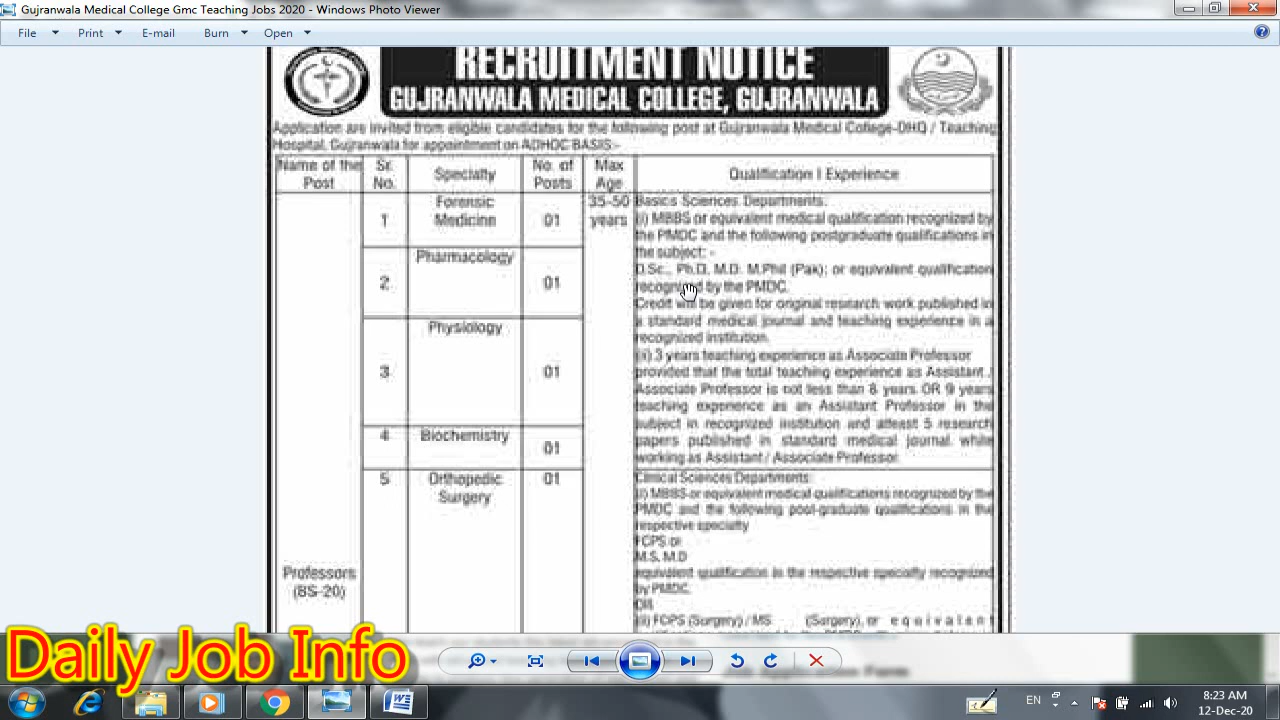 Gujranwala Medical College Gmc Teaching Jobs 2020 - Windows Photo Viewer
File Print E-mail Burn Open
RECRUITMENT NOTICE
GUJRANWALA MEDICAL COLLEGE, GUJRANWALA
Application are invited from eligible candidates for the following post at Gujranwala Medical College-DHQ / Teaching
Hospital, Gujranwala for appointment on ADHOC BASIS:-
Name of the Post
Sr. No.
Specialty
No. of Posts
Max Age
Qualification | Experience
Professors
(BS-20)
1 Forensic Medicine 01
2 Pharmacology 01
3 Physiology 01
4 Biochemistry 01
5 Orthopedic Surgery 01
35-50
years
Basics Sciences Departments:
(i) MBBS or equivalent medical qualification recognized by
the PMDC and the following postgraduate qualifications in
the subject: -
D.Sc., Ph.D, M.D. M.Phil (Pak); or equivalent qualification
recognized by the PMDC.
Credit will be given for original research work published in
a standard medical journal and teaching experience in a
recognized institution.
(ii) 3 years teaching experience as Associate Professor
provided that the total teaching experience as Assistant /
Associate Professor is not less than 8 years OR 9 years
teaching experience as an Assistant Professor in the
subject in recognized institution and atleast 5 research
papers published in standard medical journal while
working as Assistant / Associate Professor.
Clinical Sciences Departments:
(i) MBBS or equivalent medical qualifications recognized by the
PMDC and the following post-graduate qualifications in the
respective specialty
FCPS or
M.S, M.D
equivalent qualification in the respective specialty recognized
by PMDC.
OR
(ii) FCPS (Surgery) / MS (Surgery), or equivalent
Daily Job Info
EN
8:23 AM
12-Dec-20